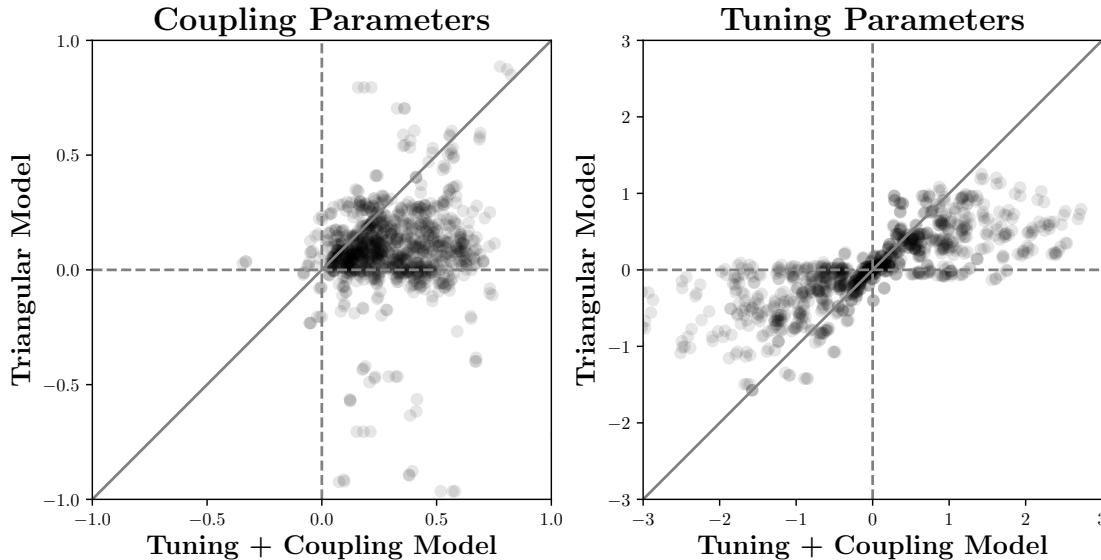 Coupling Parameters
Triangular Model
1.0
0.5
0.0
−0.5
−1.0
−1.0 −0.5 0.0 0.5 1.0
Tuning + Coupling Model
Tuning Parameters
Triangular Model
3
2
1
0
−1
−2
−3
−3 −2 −1 0 1 2 3
Tuning + Coupling Model